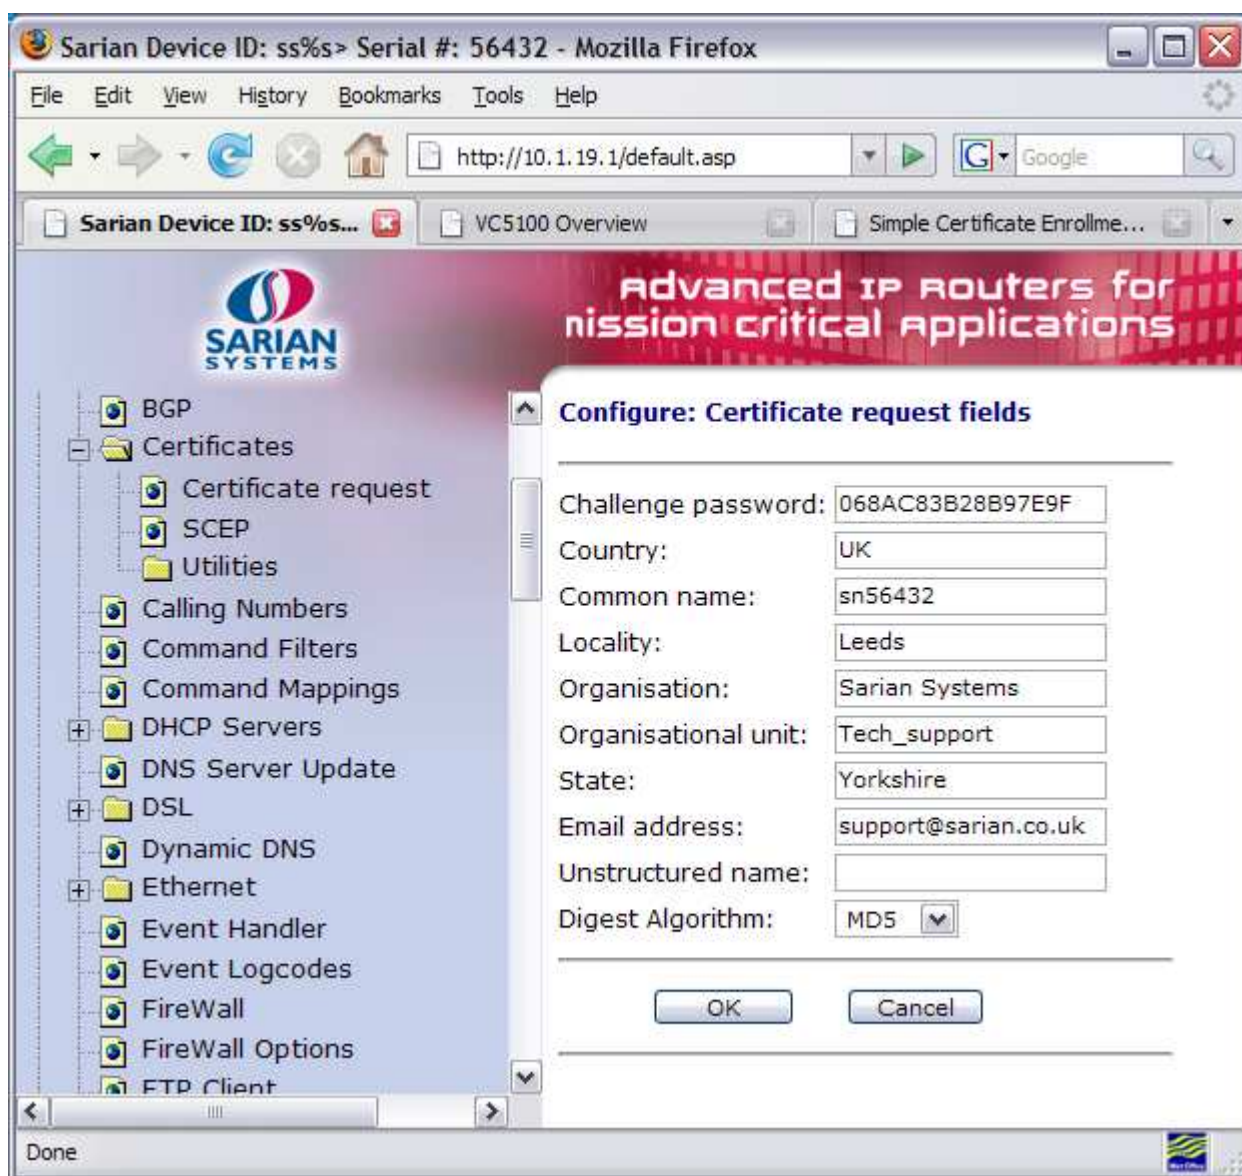 Sarian Device ID: ss%s> Serial #: 56432 - Mozilla Firefox
File Edit View History Bookmarks Tools Help
http://10.1.19.1/default.asp
G Google
Sarian Device ID: ss%s...
VC5100 Overview
Simple Certificate Enrollme...
SARIAN
SYSTEMS
Advanced IP Routers for
nission critical Applications
BGP
Certificates
Certificate request
SCEP
Utilities
Calling Numbers
Command Filters
Command Mappings
DHCP Servers
DNS Server Update
DSL
Dynamic DNS
Ethernet
Event Handler
Event Logcodes
FireWall
FireWall Options
FTP Client
Configure: Certificate request fields
Challenge password: 068AC83B28B97E9F
Country: UK
Common name: sn56432
Locality: Leeds
Organisation: Sarian Systems
Organisational unit: Tech_support
State: Yorkshire
Email address: support@sarian.co.uk
Unstructured name:
Digest Algorithm: MD5
OK Cancel
Done